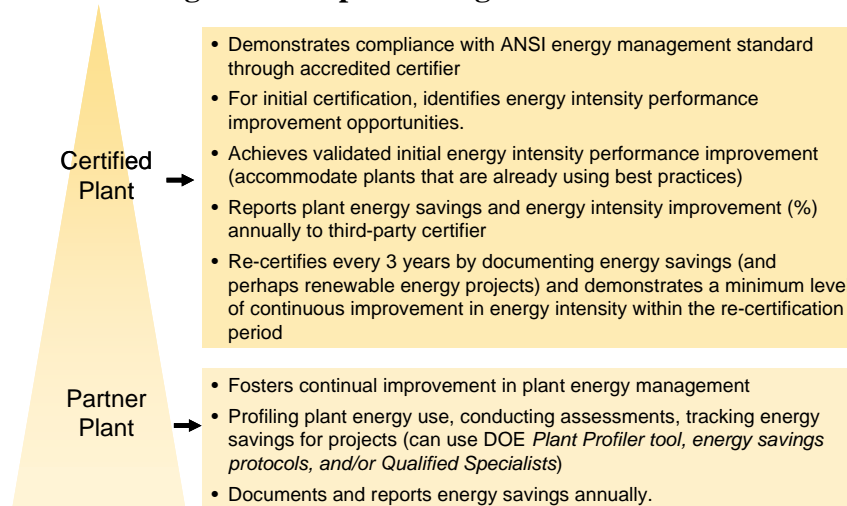 • Demonstrates compliance with ANSI energy management standard
through accredited certifier
• For initial certification, identifies energy intensity performance
improvement opportunities.
Certified
Plant
• Achieves validated initial energy intensity performance improvement
(accommodate plants that are already using best practices)
• Reports plant energy savings and energy intensity improvement (%)
annually to third-party certifier
• Re-certifies every 3 years by documenting energy savings (and
perhaps renewable energy projects) and demonstrates a minimum leve
of continuous improvement in energy intensity within the re-certification
period
Partner
Plant
• Fosters continual improvement in plant energy management
• Profiling plant energy use, conducting assessments, tracking energy
savings for projects (can use DOE Plant Profiler tool, energy savings
protocols, and/or Qualified Specialists)
• Documents and reports energy savings annually.